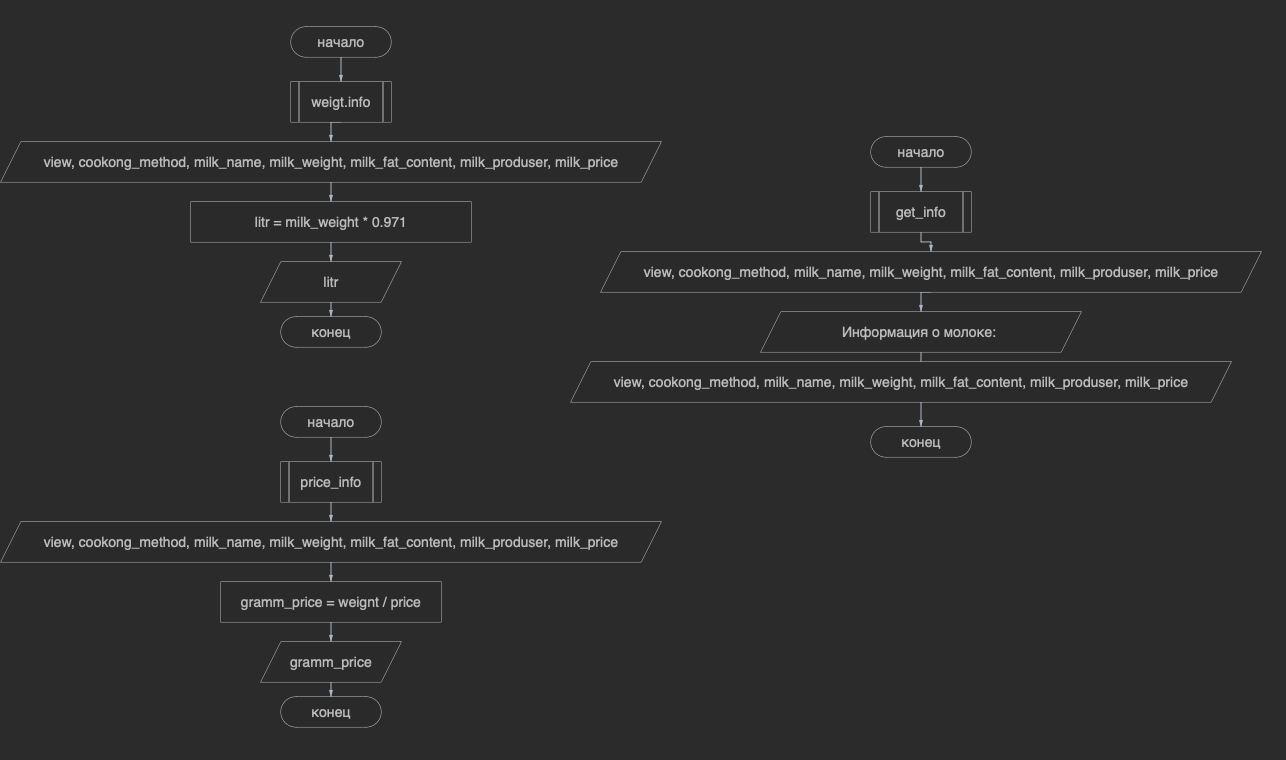 начало
weigt.info
view, cookong_method, milk_name, milk_weight, milk_fat_content, milk_produser, milk_price
litr = milk_weight * 0.971
litr
конец
начало
price_info
view, cookong_method, milk_name, milk_weight, milk_fat_content, milk_produser, milk_price
gramm_price = weignt / price
gramm_price
конец
начало
get_info
view, cookong_method, milk_name, milk_weight, milk_fat_content, milk_produser, milk_price
Информация о молоке:
view, cookong_method, milk_name, milk_weight, milk_fat_content, milk_produser, milk_price
конец